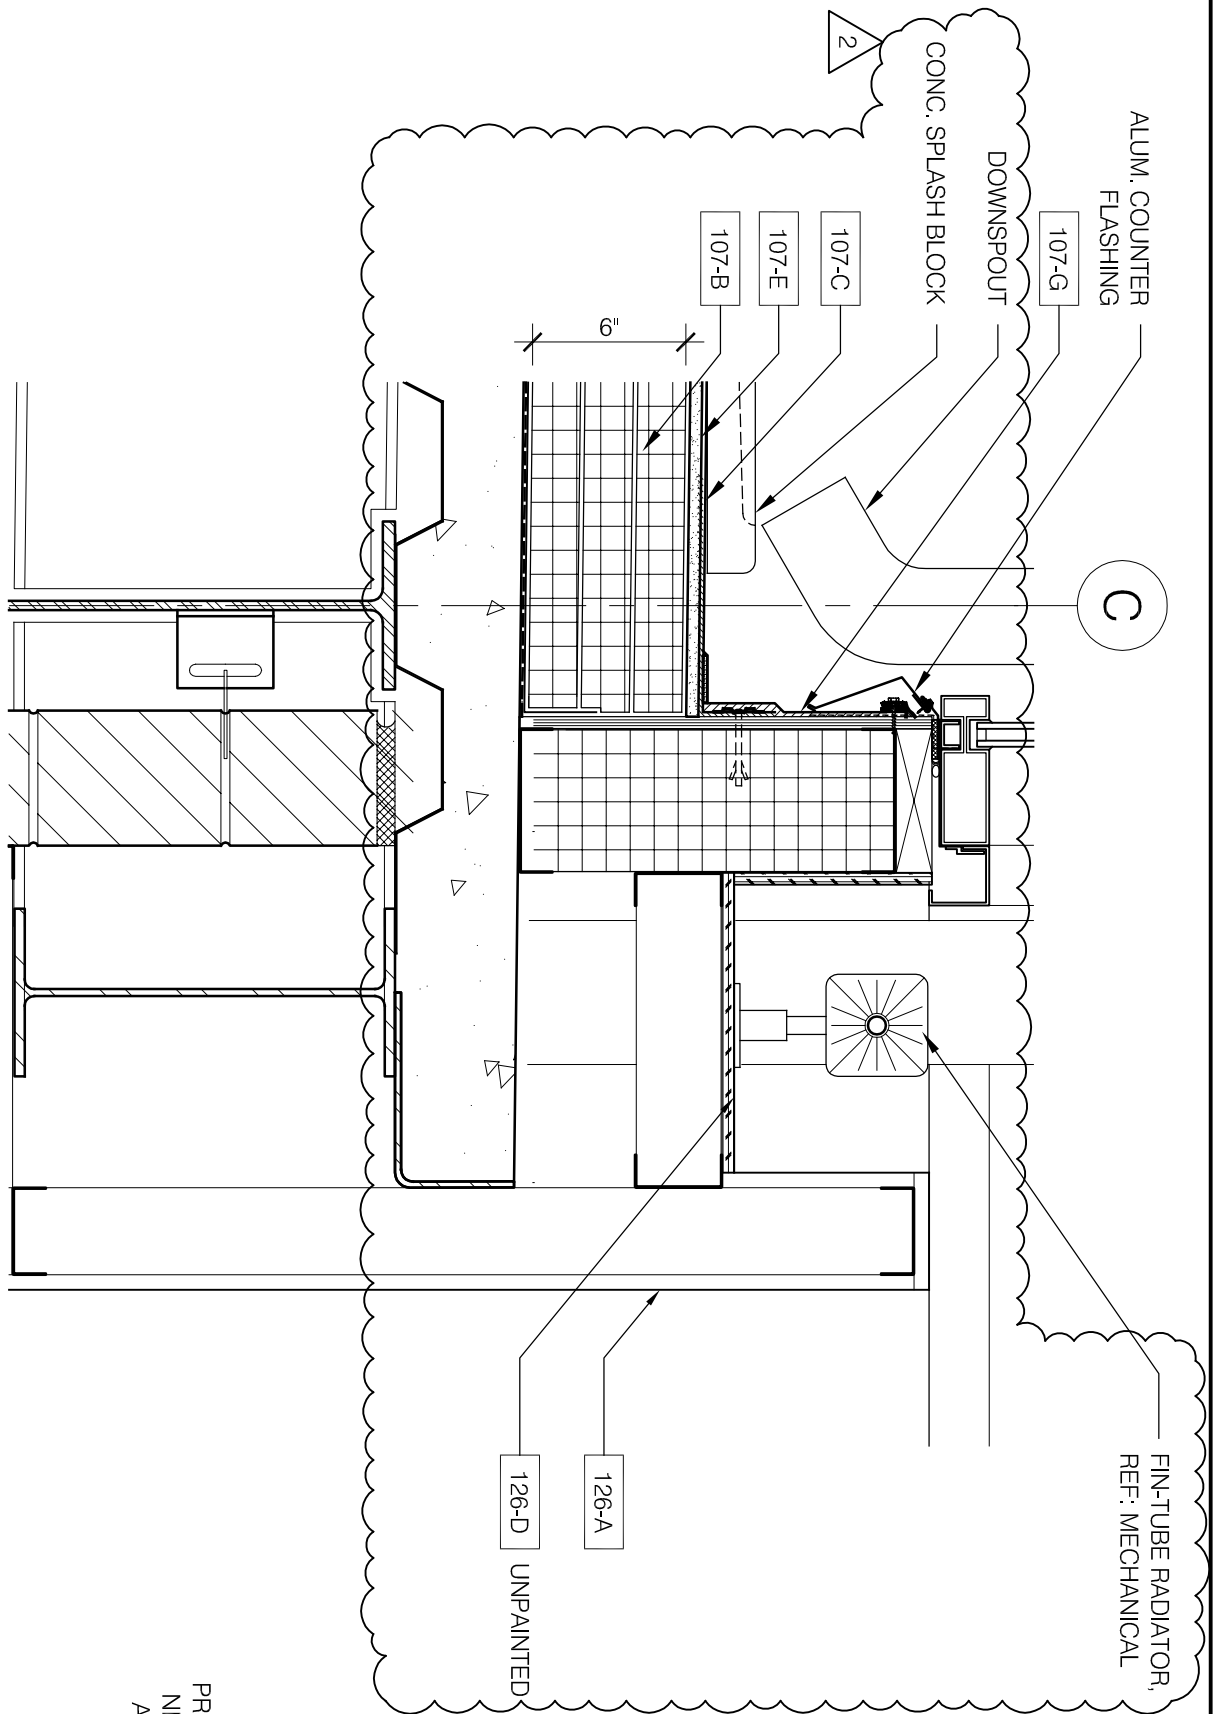 ALUM. COUNTER
FLASHING
107-G
DOWNSPOUT
CONC. SPLASH BLOCK
2
107-C
107-E
107-B
6"
C
FIN-TUBE RADIATOR,
REF: MECHANICAL
126-A
126-D UNPAINTED
PR
NI
A